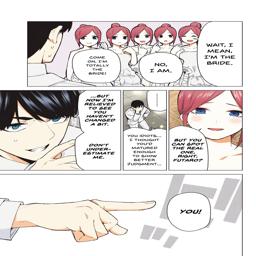 WAIT, I
MEAN,
I'M THE
BRIDE.
NO,
I AM.
COME
ON, I'M
TOTALLY
THE
BRIDE!
BUT YOU
CAN SPOT
THE REAL
ONE,
RIGHT,
FUTARO?
YOU IDIOTS...
I THOUGHT
YOU'D
MATURED
ENOUGH
TO SHOW
BETTER
JUDGMENT...
...BUT
NOW I'M
RELIEVED
TO SEE
YOU
HAVEN'T
CHANGED
A BIT.
DON'T
UNDER-
ESTIMATE
ME.
YOU!